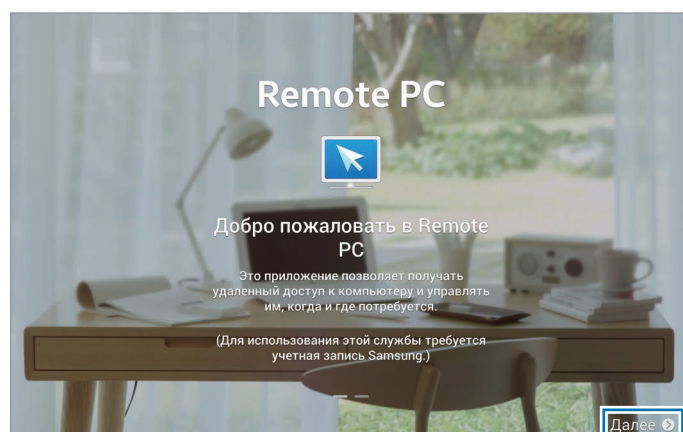 Remote PC
Добро пожаловать в Remote
PC
Это приложение позволяет получать
удаленный доступ к компьютеру и управлять
им, когда и где потребуется.
(Для использования этой службы требуется
учетная запись Samsung.)
Далее